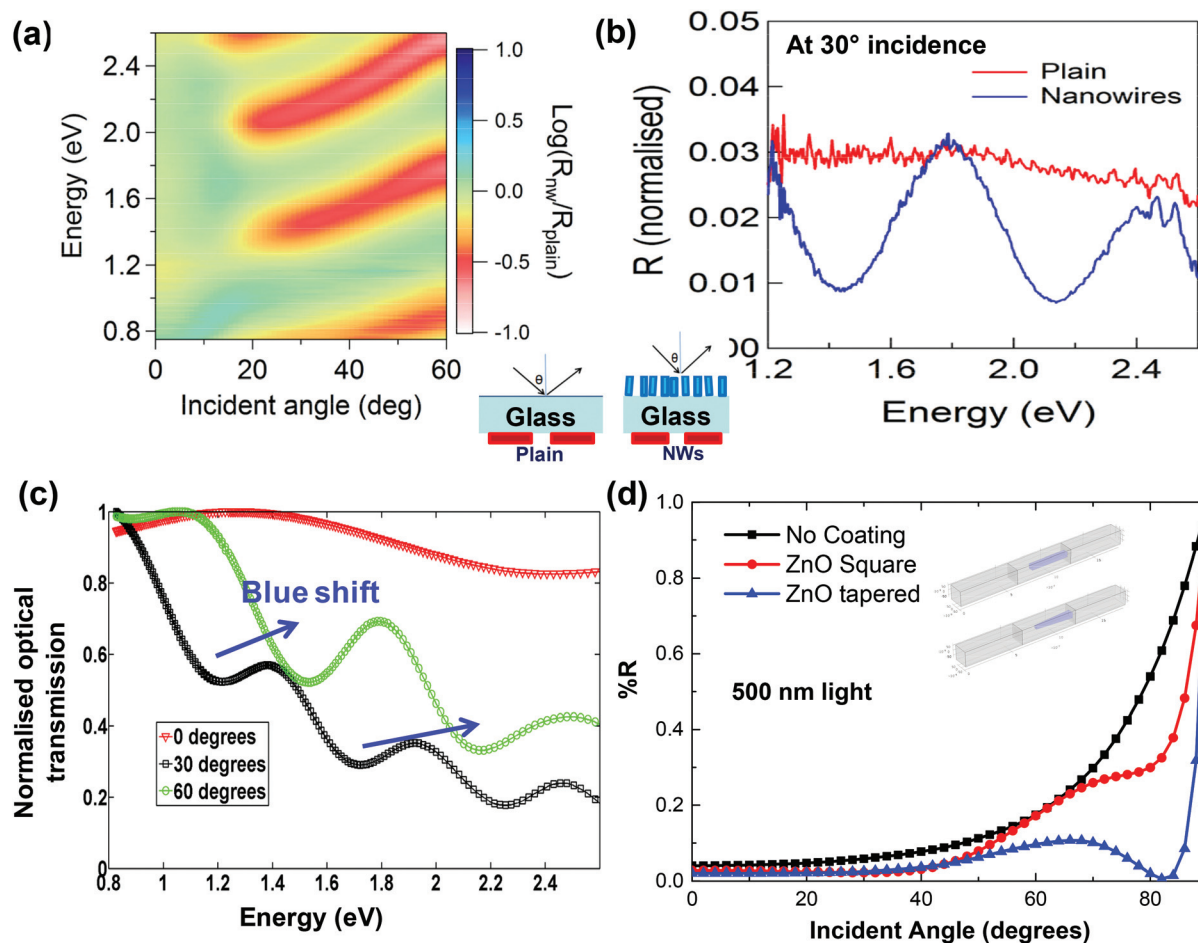 (a)
2.4
2.0
1.6
1.2
0.8
Energy (eV)
0
20
40
60
Incident angle (deg)
1.0
0.5
0.0
-0.5
-1.0
Log(Rnw/Rplain)
θ
Glass
Plain
θ
Glass
NWs
(b)
At 30° incidence
Plain
Nanowires
0.05
0.04
0.03
0.02
0.01
.00
R (normalised)
1.2
1.6
2.0
2.4
Energy (eV)
(c)
1
0.8
0.6
0.4
0.2
0
Normalised optical
transmission
Blue shift
0 degrees
30 degrees
60 degrees
0.8
1
1.2
1.4
1.6
1.8
2
2.2
2.4
Energy (eV)
(d)
No Coating
ZnO Square
ZnO tapered
500 nm light
1.0
0.8
0.6
0.4
0.2
0.0
%R
0
20
40
60
80
Incident Angle (degrees)